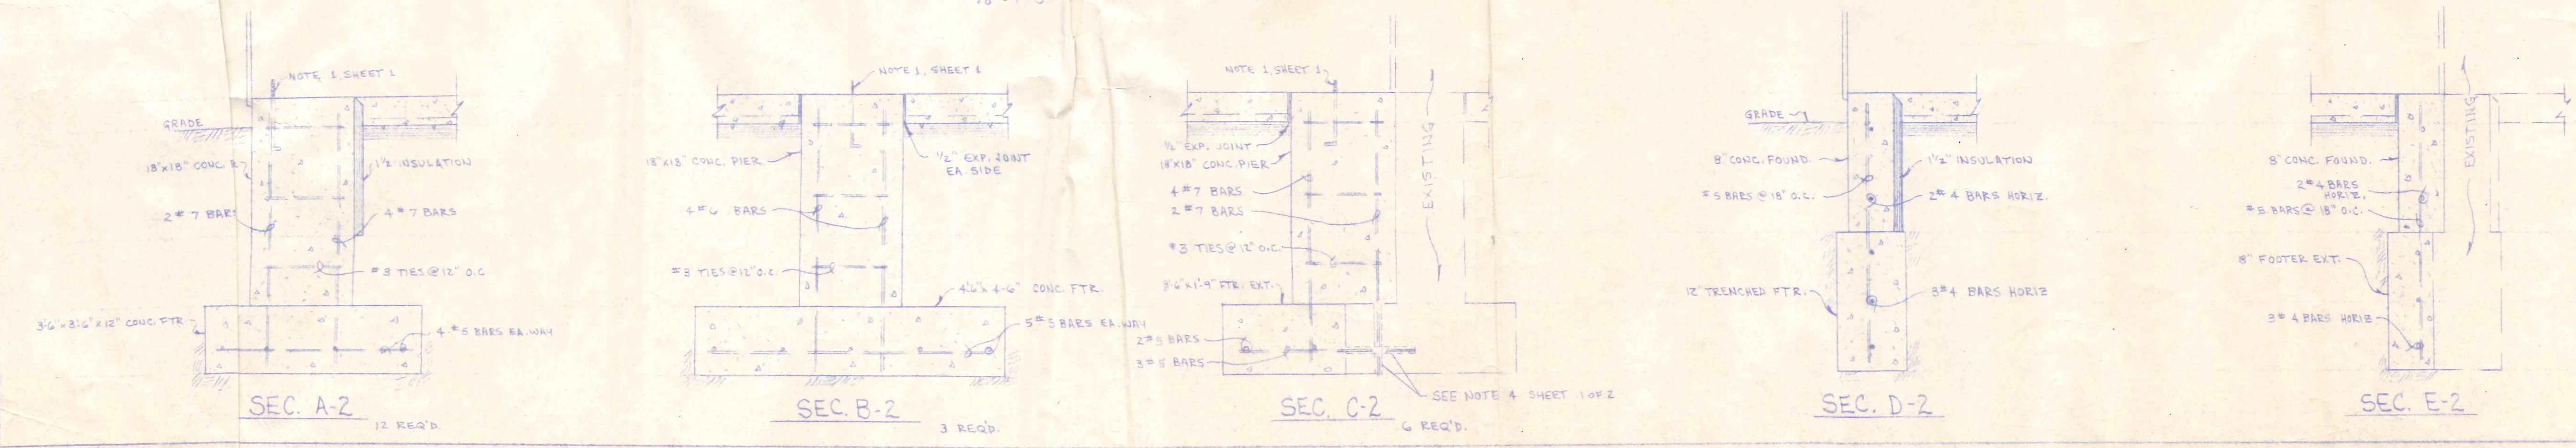 NOTE 1 SHEET 1
GRADE
18"x18" CONC.
1½" INSULATION
2 #7 BARS
4 #7 BARS
#3 TIES @ 12" O.C
3'-6"x3'-6"x12" CONC. FTR
4 #5 BARS EA. WAY
SEC. A-2
12 REQ'D.
NOTE 1, SHEET 1
18"x18" CONC. PIER
½" EXP. JOINT
EA. SIDE
4 #6 BARS
#3 TIES @ 12" O.C.
4'-6"x 4'-6" CONC. FTR.
5 #5 BARS EA. WAY
SEC. B-2
3 REQ'D.
NOTE 1, SHEET 1
½" EXP. JOINT
18"x18" CONC. PIER
4 #7 BARS
2 #7 BARS
#3 TIES @ 12" O.C.
3'-6"x1'-9" FTR. EXT.
2 #5 BARS
3 #5 BARS
EXISTING
SEE NOTE 4 SHEET 1 OF 2
SEC. C-2
6 REQ'D.
GRADE
8" CONC. FOUND.
1½" INSULATION
#5 BARS @ 18" O.C.
2 #4 BARS HORIZ.
12" TRENCHED FTR.
3 #4 BARS HORIZ
SEC. D-2
EXISTING
8" CONC. FOUND.
2 #4 BARS
HORIZ.
#5 BARS @ 18" O.C.
8" FOOTER EXT.
3 #4 BARS HORIZ
SEC. E-2